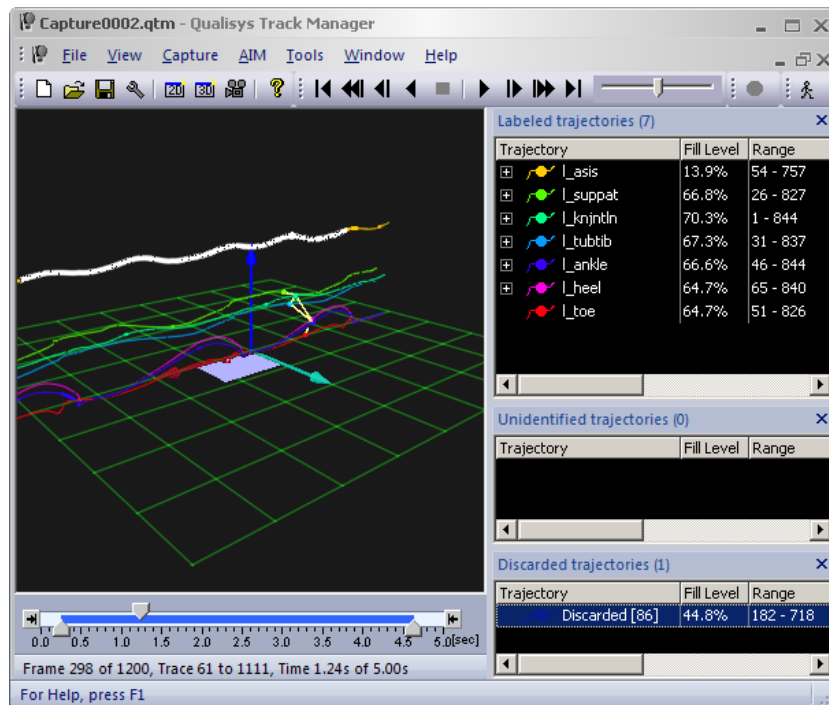 Capture0002.qtm - Qualisys Track Manager
File View Capture AIM Tools Window Help
2D 3D
Labeled trajectories (7)
Trajectory Fill Level Range
l_asis 13.9% 54 - 757
l_suppat 66.8% 26 - 827
l_knjntln 70.3% 1 - 844
l_tubtib 67.3% 31 - 837
l_ankle 66.6% 46 - 844
l_heel 64.7% 65 - 840
l_toe 64.7% 51 - 826
Unidentified trajectories (0)
Trajectory Fill Level Range
Discarded trajectories (1)
Trajectory Fill Level Range
Discarded [86] 44.8% 182 - 718
0.0 0.5 1.0 1.5 2.0 2.5 3.0 3.5 4.0 4.5 5.0[sec]
Frame 298 of 1200, Trace 61 to 1111, Time 1.24s of 5.00s
For Help, press F1